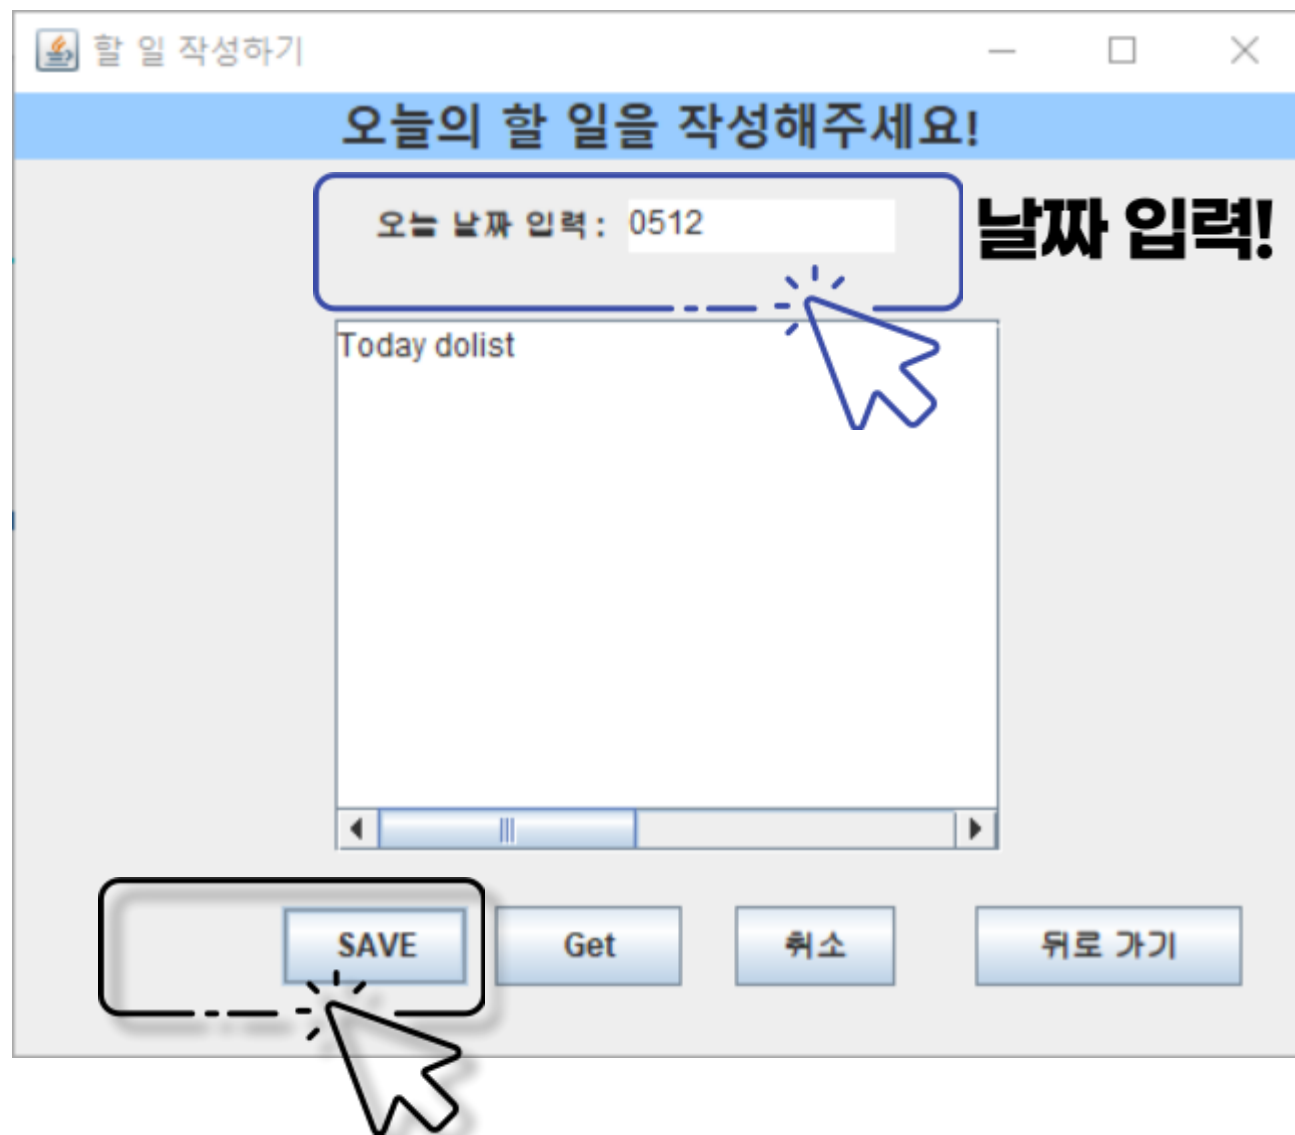 할 일 작성하기
오늘의 할 일을 작성해주세요!
오늘 날짜 입력 : 0512
날짜 입력!
Today dolist
SAVE Get 취소 뒤로 가기